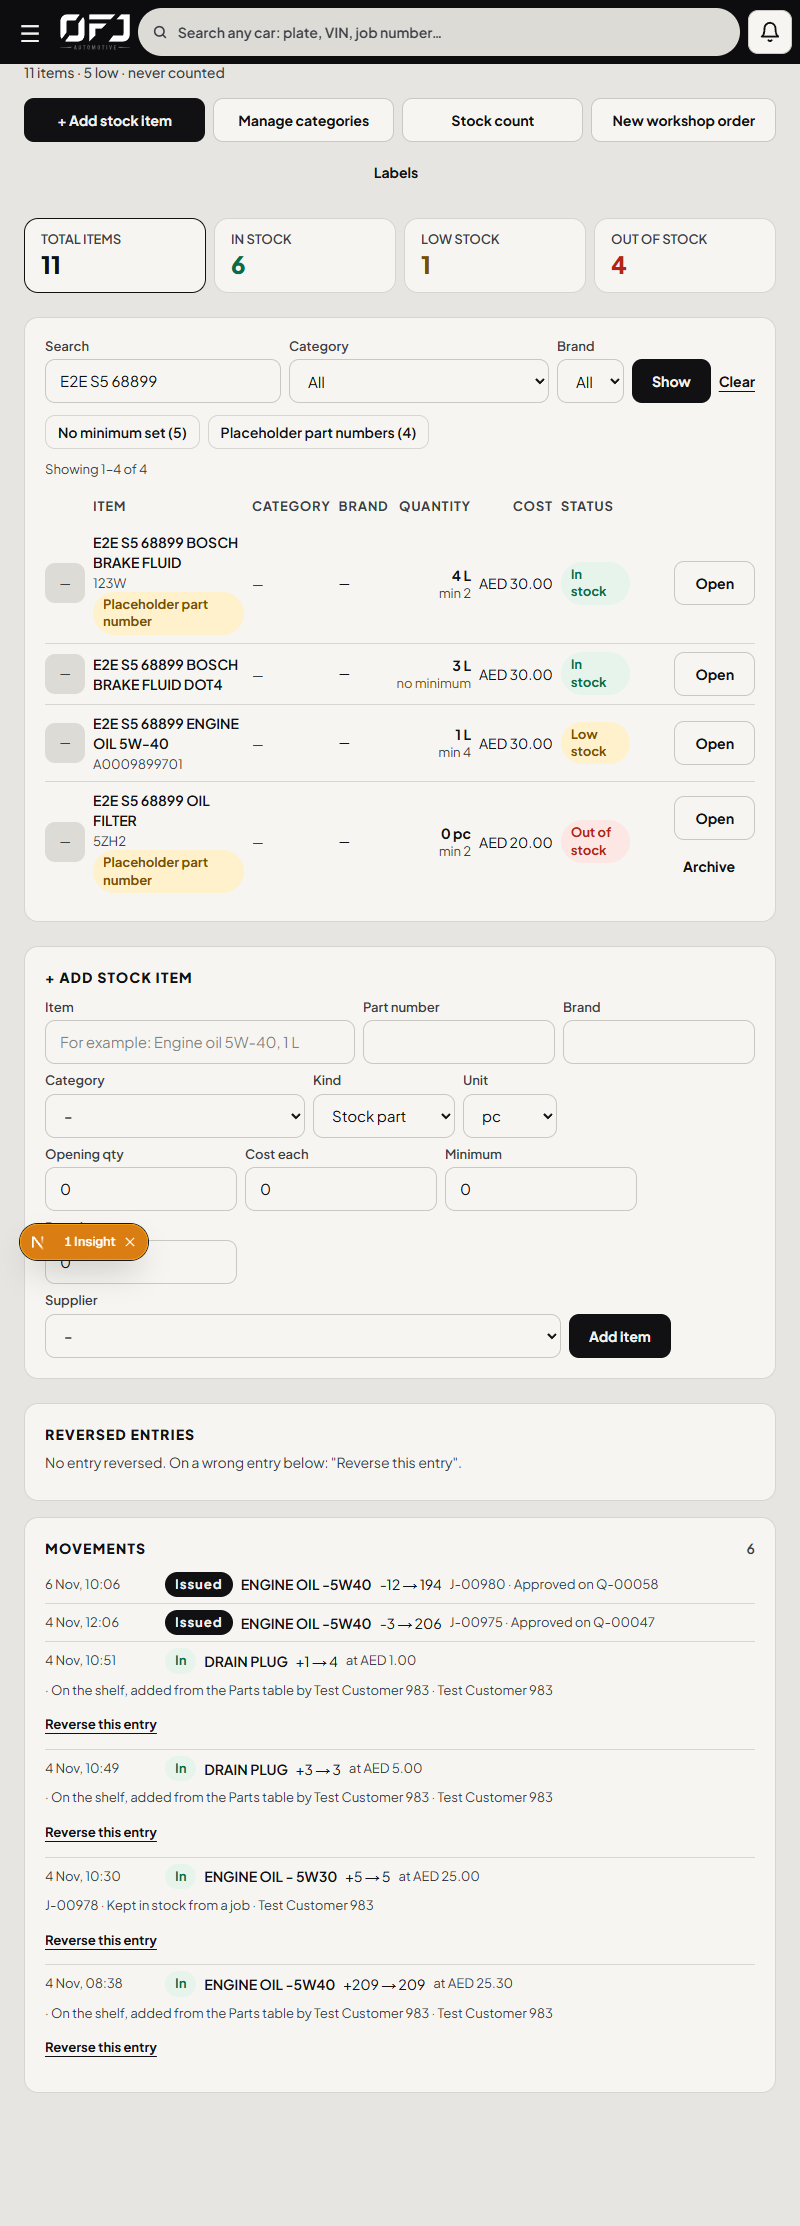 OFJ
AUTOMOTIVE
Search any car: plate, VIN, job number…
11 items · 5 low · never counted
+ Add stock item
Manage categories
Stock count
New workshop order
Labels
TOTAL ITEMS
11
IN STOCK
6
LOW STOCK
1
OUT OF STOCK
4
Search
Category
Brand
E2E S5 68899
All
All
Show
Clear
No minimum set (5)
Placeholder part numbers (4)
Showing 1–4 of 4
ITEM CATEGORY BRAND QUANTITY COST STATUS
E2E S5 68899 BOSCH
BRAKE FLUID
123W
Placeholder part
number
– – – 4 L
min 2
AED 30.00
In
stock
Open
E2E S5 68899 BOSCH
BRAKE FLUID DOT4
– – – 3 L
no minimum
AED 30.00
In
stock
Open
E2E S5 68899 ENGINE
OIL 5W-40
A0009899701
– – – 1 L
min 4
AED 30.00
Low
stock
Open
E2E S5 68899 OIL
FILTER
5ZH2
Placeholder part
number
– – – 0 pc
min 2
AED 20.00
Out of
stock
Open
Archive
+ ADD STOCK ITEM
Item
Part number
Brand
For example: Engine oil 5W-40, 1 L
Category
Kind
Unit
–
Stock part
pc
Opening qty
Cost each
Minimum
0
0
0
1 Insight
0
Supplier
–
Add item
REVERSED ENTRIES
No entry reversed. On a wrong entry below: "Reverse this entry".
MOVEMENTS
6
6 Nov, 10:06 Issued ENGINE OIL -5W40 -12 → 194 J-00980 · Approved on Q-00058
4 Nov, 12:06 Issued ENGINE OIL -5W40 -3 → 206 J-00975 · Approved on Q-00047
4 Nov, 10:51 In DRAIN PLUG +1 → 4 at AED 1.00
· On the shelf, added from the Parts table by Test Customer 983 · Test Customer 983
Reverse this entry
4 Nov, 10:49 In DRAIN PLUG +3 → 3 at AED 5.00
· On the shelf, added from the Parts table by Test Customer 983 · Test Customer 983
Reverse this entry
4 Nov, 10:30 In ENGINE OIL - 5W30 +5 → 5 at AED 25.00
J-00978 · Kept in stock from a job · Test Customer 983
Reverse this entry
4 Nov, 08:38 In ENGINE OIL -5W40 +209 → 209 at AED 25.30
· On the shelf, added from the Parts table by Test Customer 983 · Test Customer 983
Reverse this entry